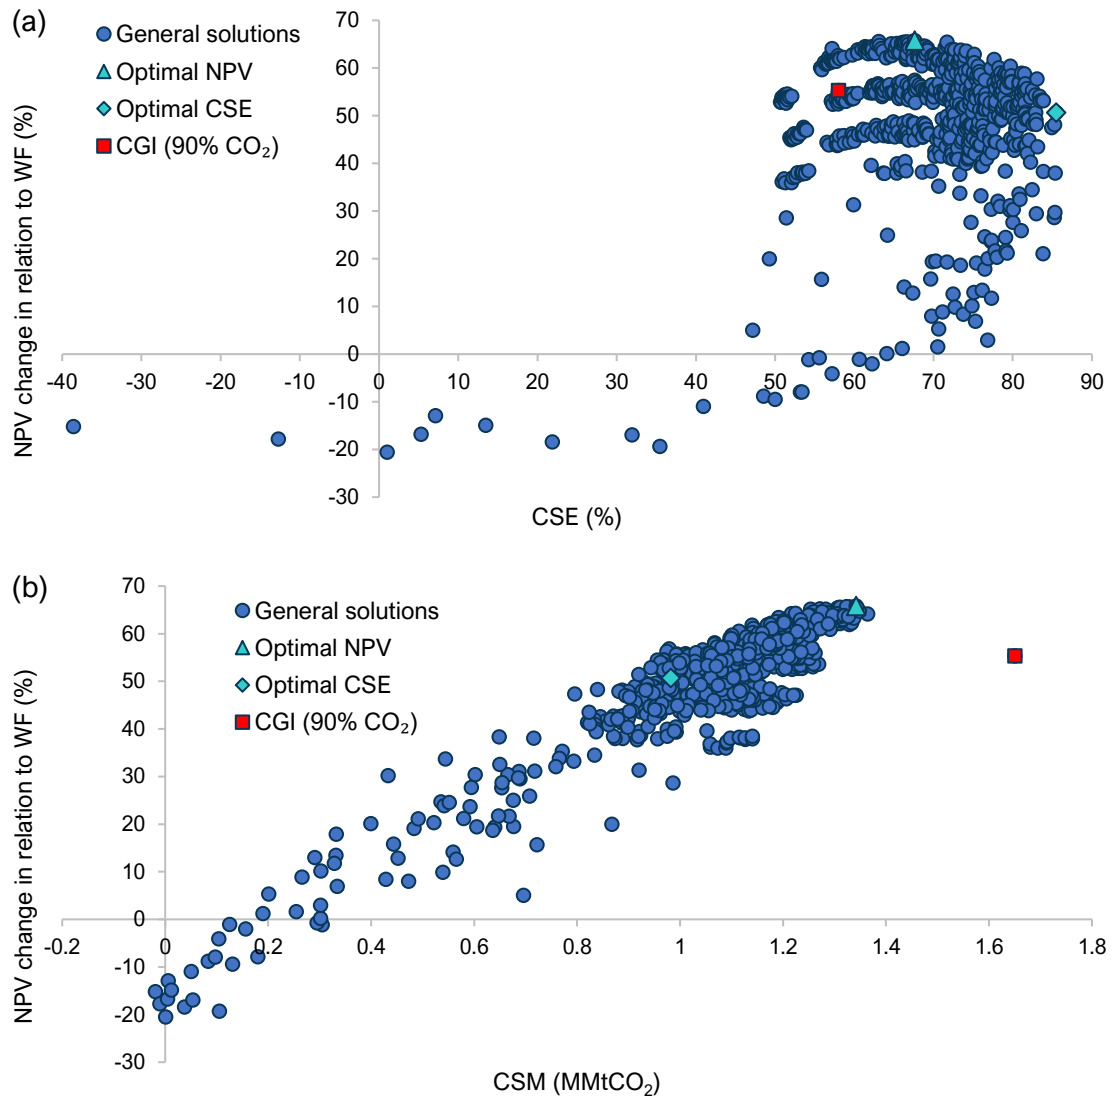 (a)
General solutions
Optimal NPV
Optimal CSE
CGI (90% CO₂)
NPV change in relation to WF (%)
70
60
50
40
30
20
10
0
-10
-20
-30
-40 -30 -20 -10 0 10 20 30 40 50 60 70 80 90
CSE (%)
(b)
General solutions
Optimal NPV
Optimal CSE
CGI (90% CO₂)
NPV change in relation to WF (%)
70
60
50
40
30
20
10
0
-10
-20
-30
-0.2 0 0.2 0.4 0.6 0.8 1 1.2 1.4 1.6 1.8
CSM (MMtCO₂)